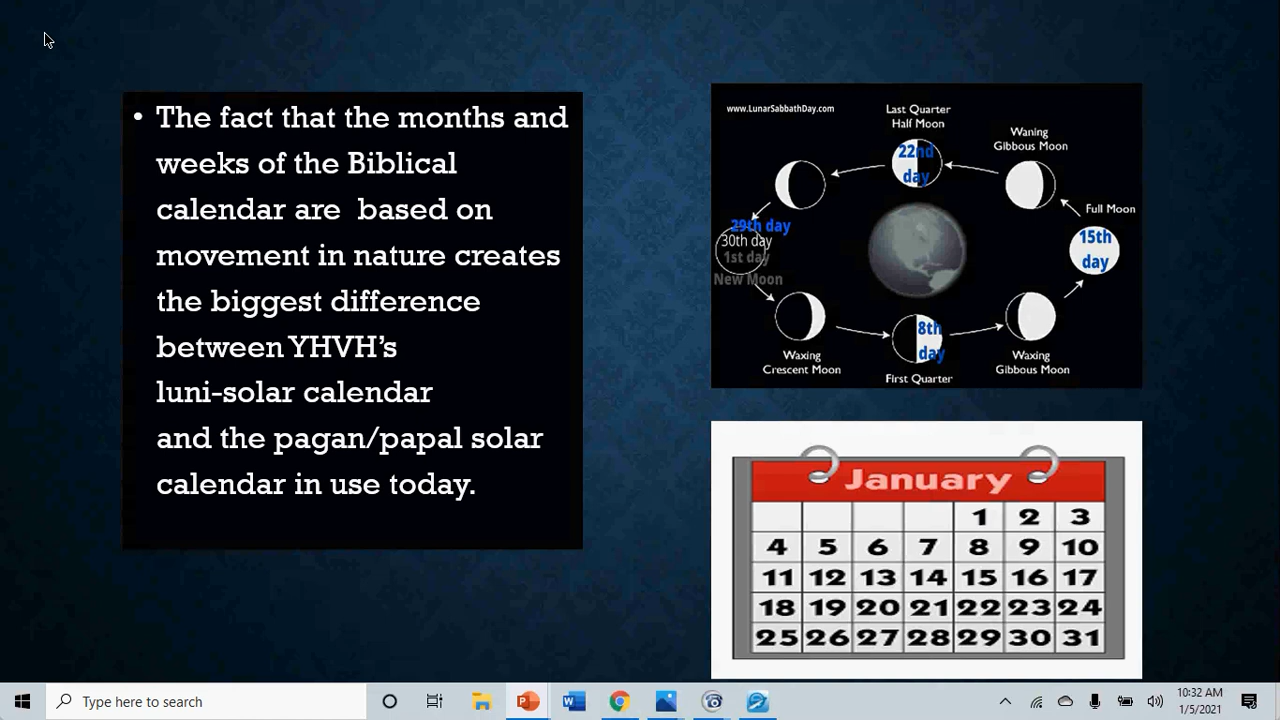 • The fact that the months and
weeks of the Biblical
calendar are based on
movement in nature creates
the biggest difference
between YHVH’s
luni-solar calendar
and the pagan/papal solar
calendar in use today.
www.LunarSabbathDay.com
Last Quarter
Half Moon
22nd
day
Waning
Gibbous Moon
Full Moon
15th
day
29th day
30th day
1st day
New Moon
8th
day
Waxing
Crescent Moon
First Quarter
Waxing
Gibbous Moon
January
1 2 3
4 5 6 7 8 9 10
11 12 13 14 15 16 17
18 19 20 21 22 23 24
25 26 27 28 29 30 31
Type here to search
10:32 AM
1/5/2021